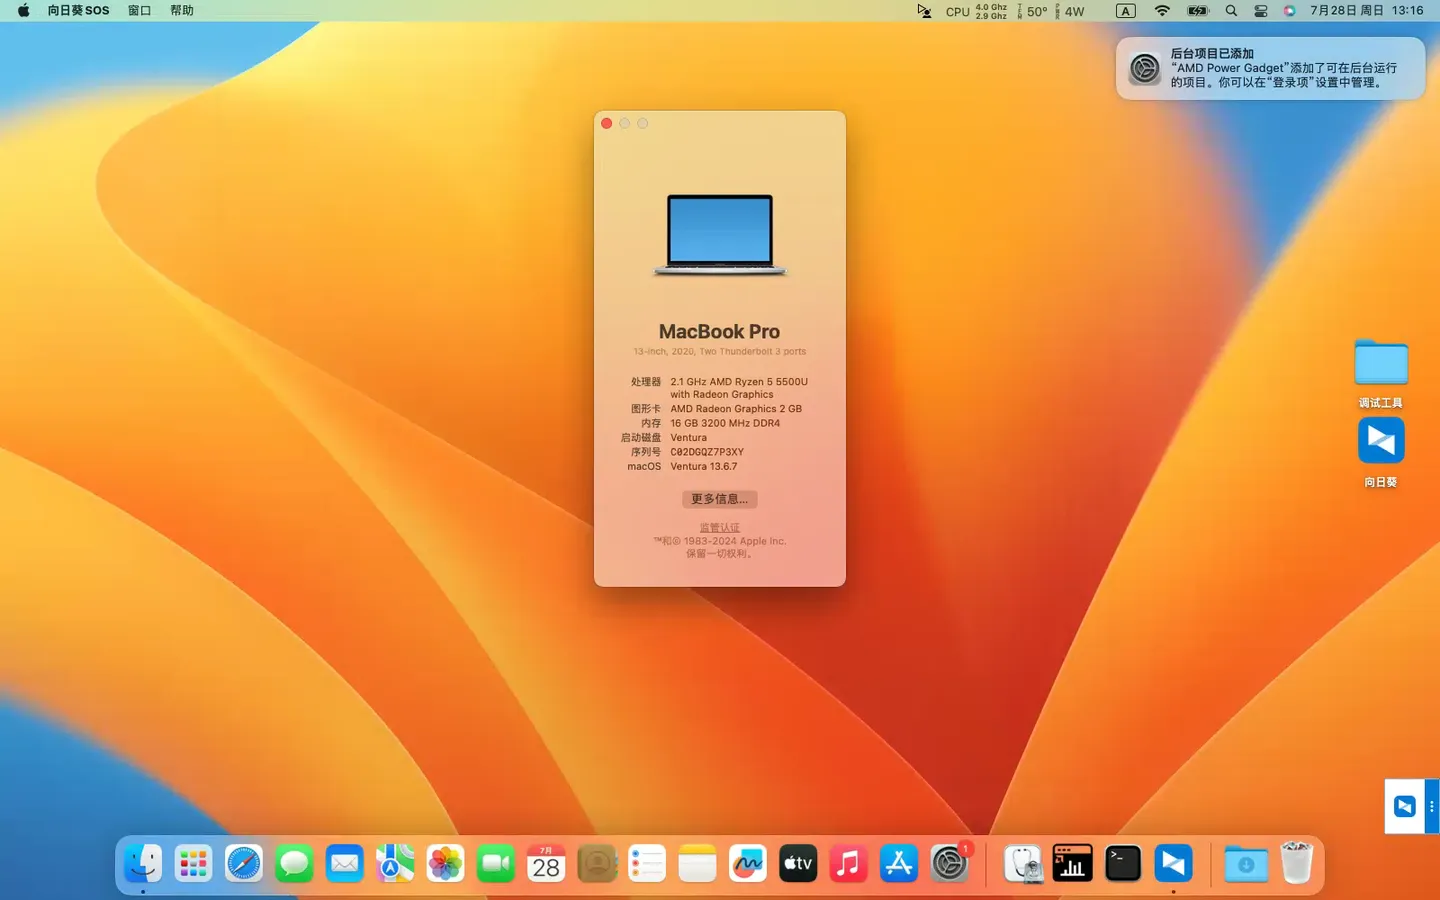 向日葵SOS 窗口 帮助
CPU 4.0 Ghz 2.9 Ghz 50° 4W A 7月28日 周日 13:16
后台项目已添加
“AMD Power Gadget”添加了可在后台运行
的项目。你可以在“登录项”设置中管理。
MacBook Pro
13-inch, 2020, Two Thunderbolt 3 ports
处理器 2.1 GHz AMD Ryzen 5 5500U
with Radeon Graphics
图形卡 AMD Radeon Graphics 2 GB
内存 16 GB 3200 MHz DDR4
启动磁盘 Ventura
序列号 C02DGQZ7P3XY
macOS Ventura 13.6.7
更多信息...
监管认证
™和© 1983-2024 Apple Inc.
保留一切权利。
调试工具
向日葵
7月
28
tv
1